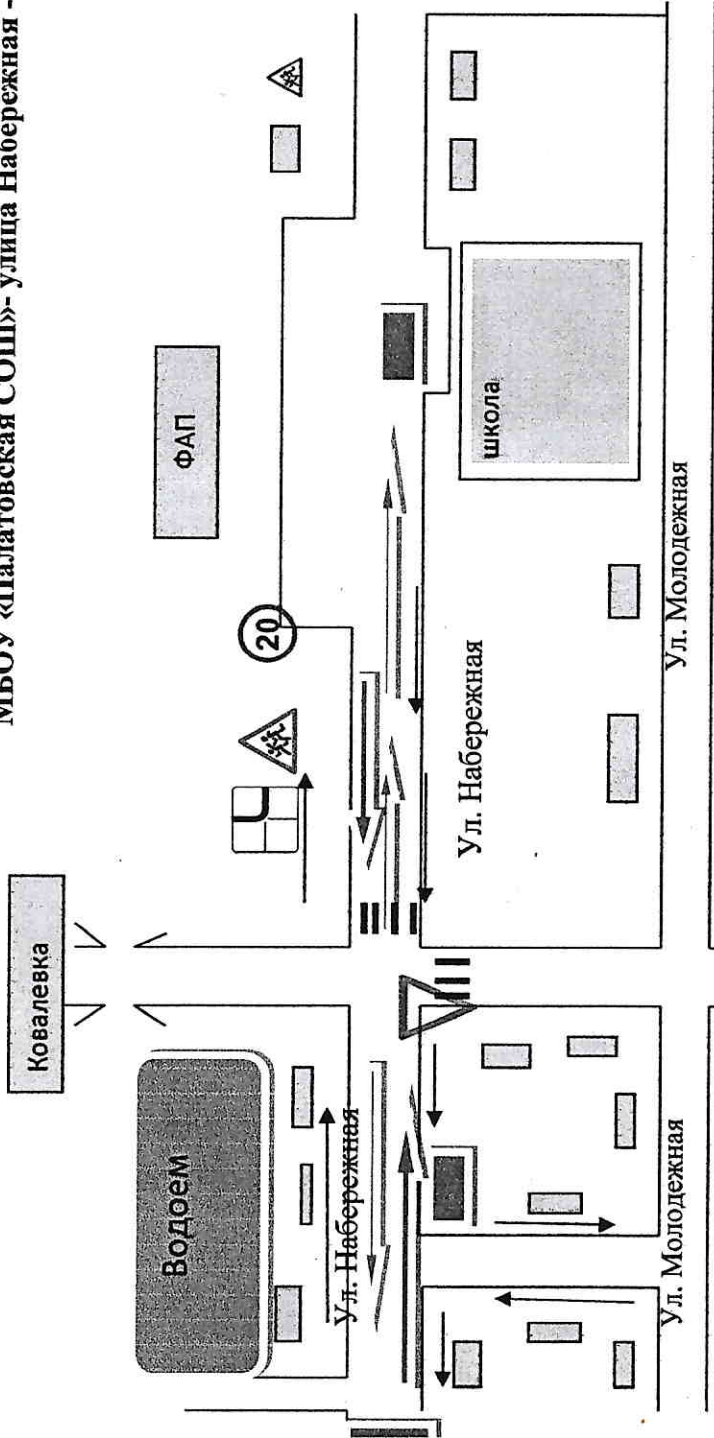 МБОУ «Палатовская СОШ»- улица Набережная -
Ковалевка
ФАП
20
Водоем
школа
Ул. Набережная
Ул. Набережная
Ул. Молодежная
Ул. Молодежная